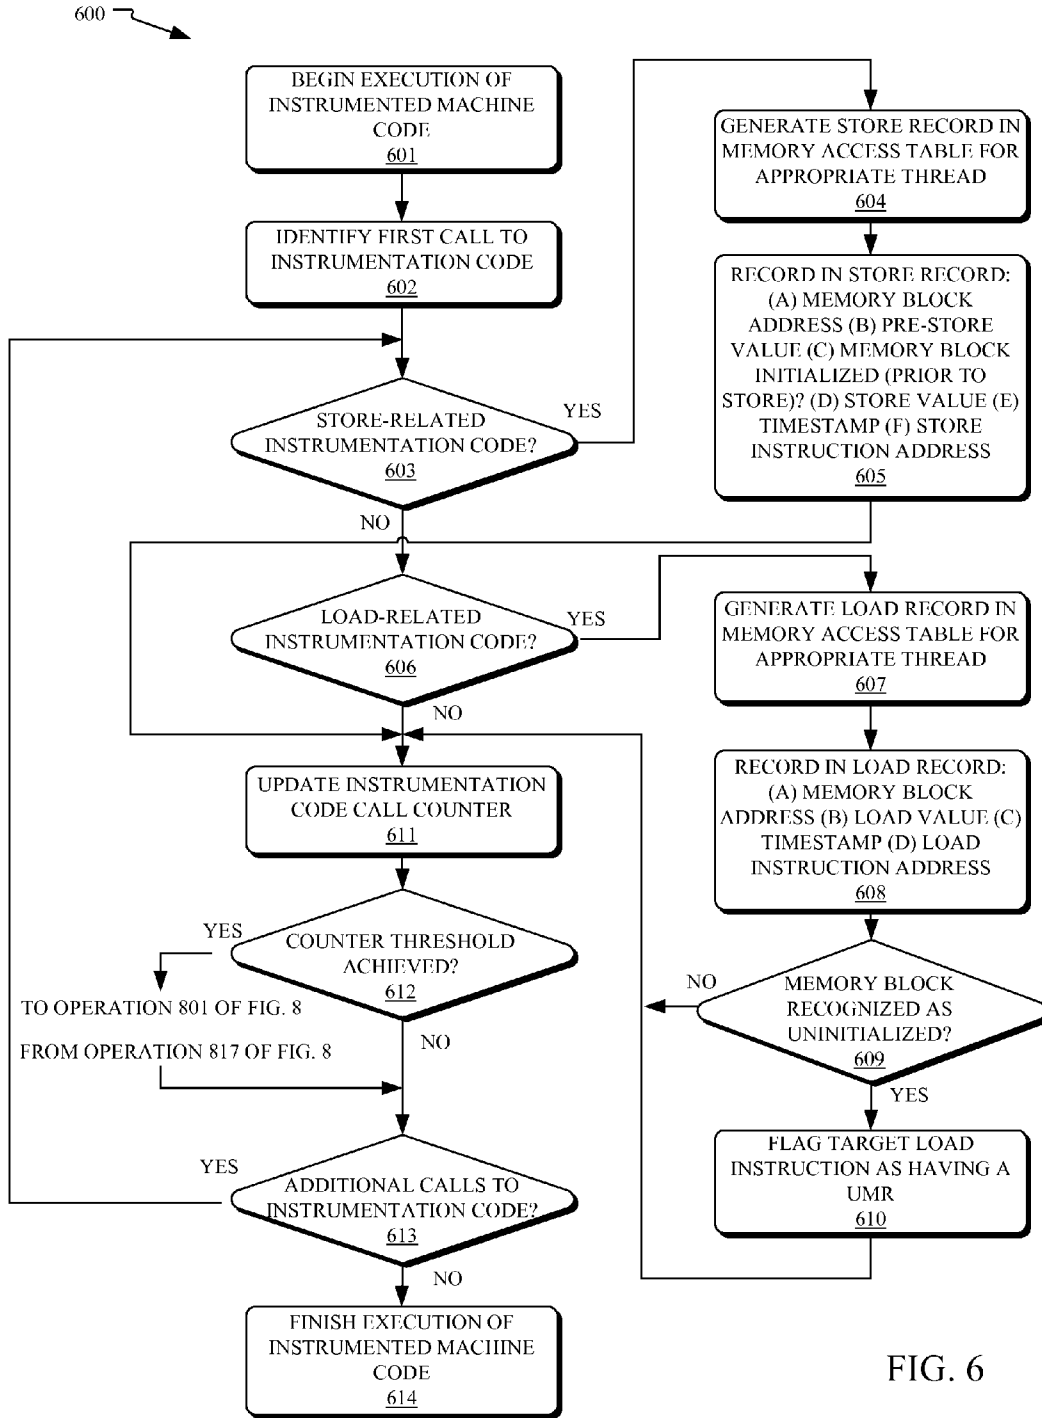 600
BEGIN EXECUTION OF
INSTRUMENTED MACHINE
CODE
601
IDENTIFY FIRST CALL TO
INSTRUMENTATION CODE
602
STORE-RELATED
INSTRUMENTATION CODE?
603
YES
NO
GENERATE STORE RECORD IN
MEMORY ACCESS TABLE FOR
APPROPRIATE THREAD
604
RECORD IN STORE RECORD:
(A) MEMORY BLOCK
ADDRESS (B) PRE-STORE
VALUE (C) MEMORY BLOCK
INITIALIZED (PRIOR TO
STORE)? (D) STORE VALUE (E)
TIMESTAMP (F) STORE
INSTRUCTION ADDRESS
605
LOAD-RELATED
INSTRUMENTATION CODE?
606
YES
NO
GENERATE LOAD RECORD IN
MEMORY ACCESS TABLE FOR
APPROPRIATE THREAD
607
RECORD IN LOAD RECORD:
(A) MEMORY BLOCK
ADDRESS (B) LOAD VALUE (C)
TIMESTAMP (D) LOAD
INSTRUCTION ADDRESS
608
MEMORY BLOCK
RECOGNIZED AS
UNINITIALIZED?
609
NO
YES
FLAG TARGET LOAD
INSTRUCTION AS HAVING A
UMR
610
UPDATE INSTRUMENTATION
CODE CALL COUNTER
611
COUNTER THRESHOLD
ACHIEVED?
612
YES
NO
TO OPERATION 801 OF FIG. 8
FROM OPERATION 817 OF FIG. 8
ADDITIONAL CALLS TO
INSTRUMENTATION CODE?
613
YES
NO
FINISH EXECUTION OF
INSTRUMENTED MACHINE
CODE
614
FIG. 6